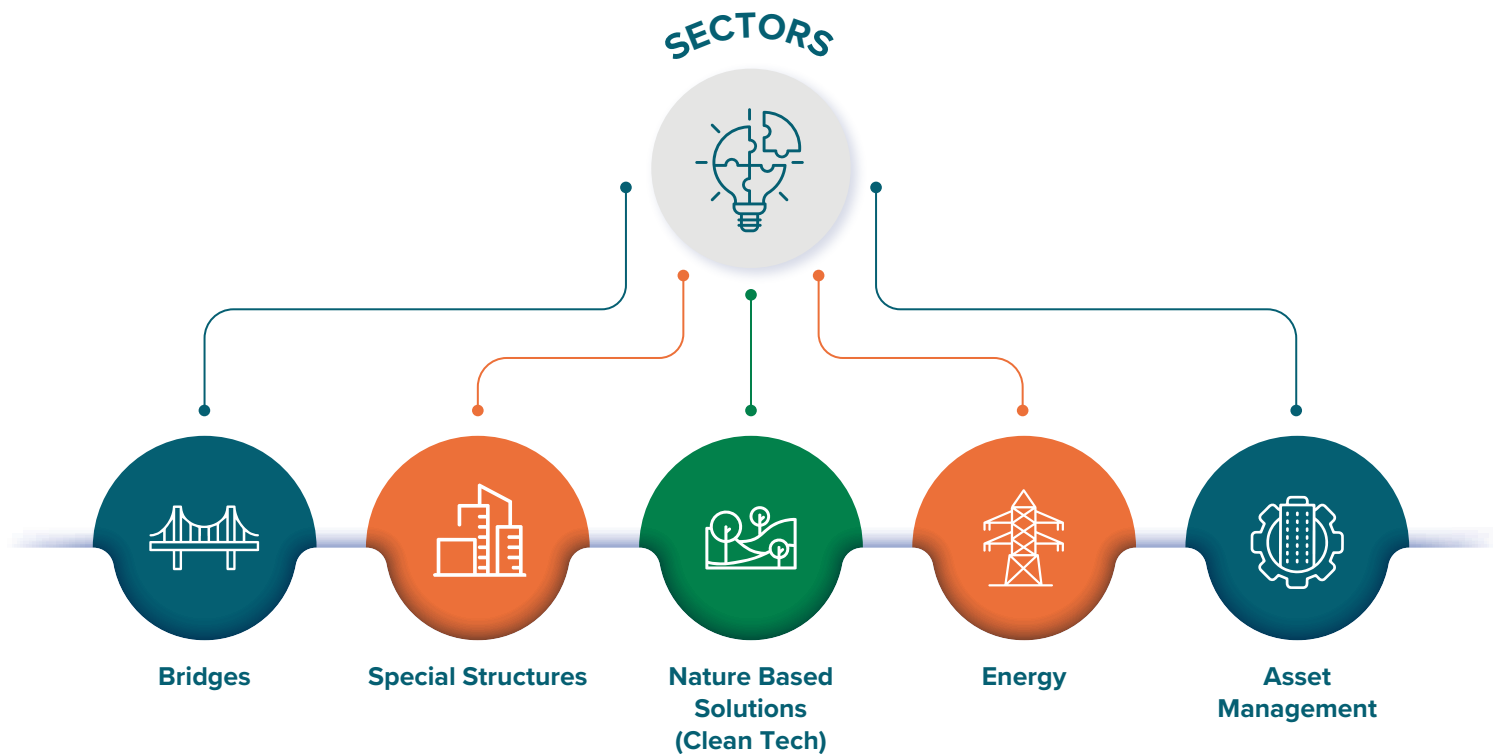 SECTORS
Bridges
Special Structures
Nature Based
Solutions
(Clean Tech)
Energy
Asset
Management